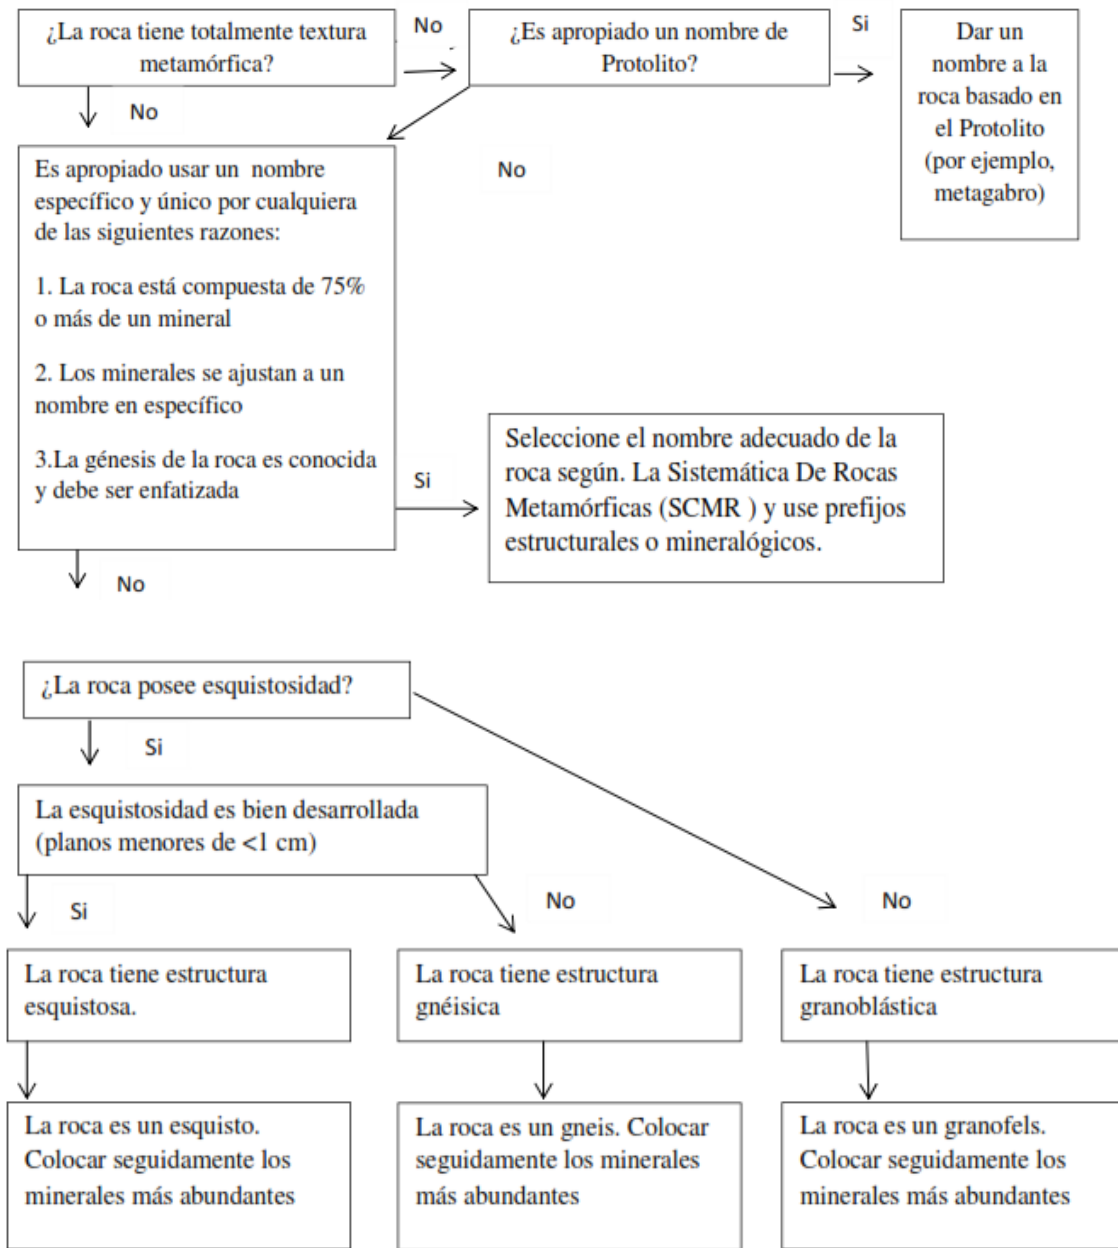 ¿La roca tiene totalmente textura
metamórfica?
No
¿Es apropiado un nombre de
Protolito?
Si
Dar un
nombre a la
roca basado en
el Protolito
(por ejemplo,
metagabro)
No
No
Es apropiado usar un nombre
específico y único por cualquiera
de las siguientes razones:
1. La roca está compuesta de 75%
o más de un mineral
2. Los minerales se ajustan a un
nombre en específico
3.La génesis de la roca es conocida
y debe ser enfatizada
Si
Seleccione el nombre adecuado de la
roca según. La Sistemática De Rocas
Metamórficas (SCMR ) y use prefijos
estructurales o mineralógicos.
No
¿La roca posee esquistosidad?
Si
La esquistosidad es bien desarrollada
(planos menores de <1 cm)
Si
No
No
La roca tiene estructura
esquistosa.
La roca tiene estructura
gnéisica
La roca tiene estructura
granoblástica
La roca es un esquisto.
Colocar seguidamente los
minerales más abundantes
La roca es un gneis. Colocar
seguidamente los minerales
más abundantes
La roca es un granofels.
Colocar seguidamente los
minerales más abundantes